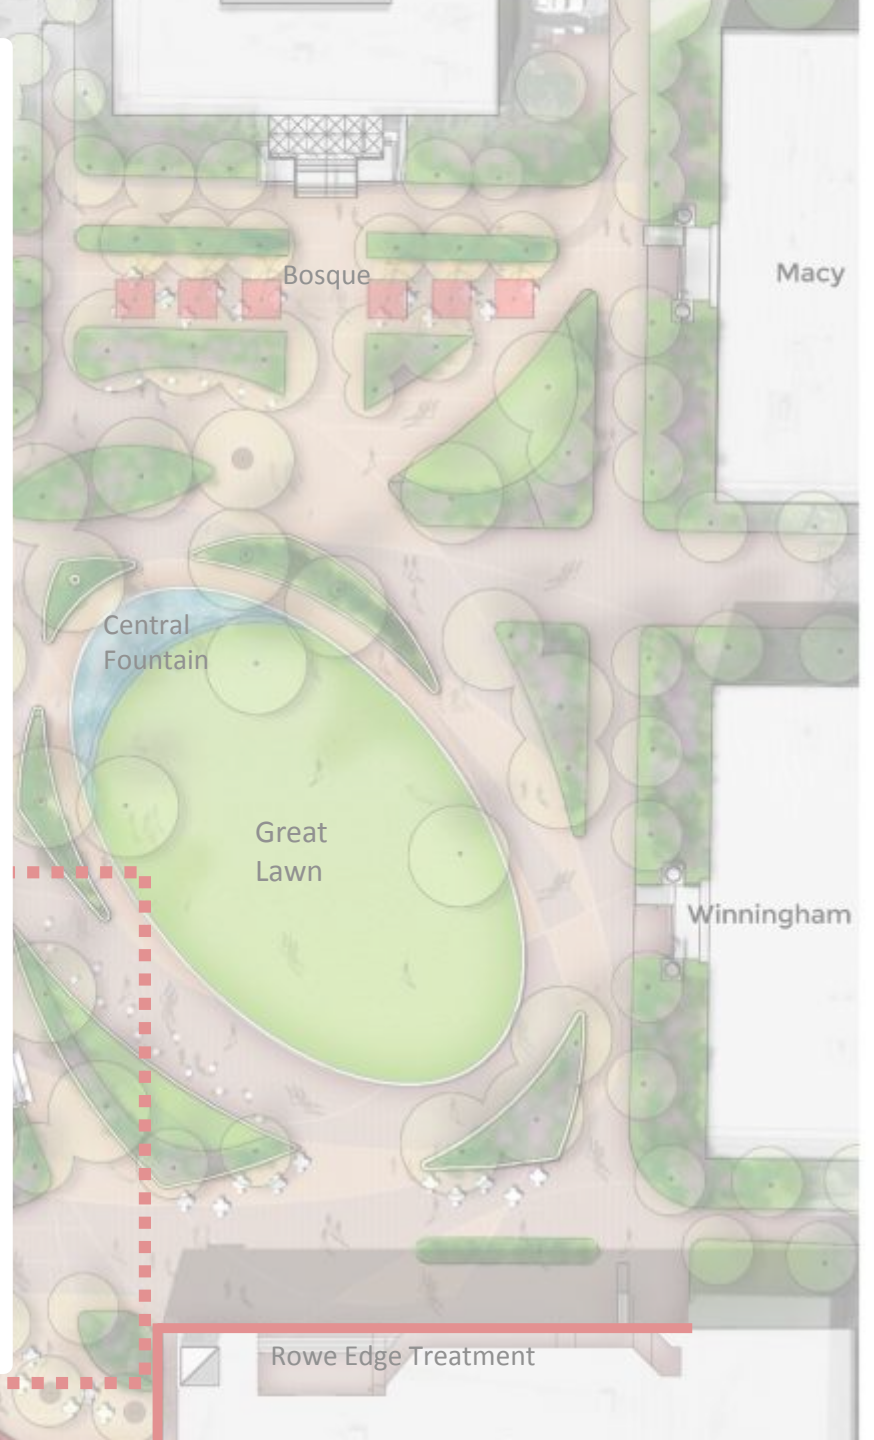 Bosque
Macy
Central
Fountain
Great
Lawn
Winningham
Rowe Edge Treatment